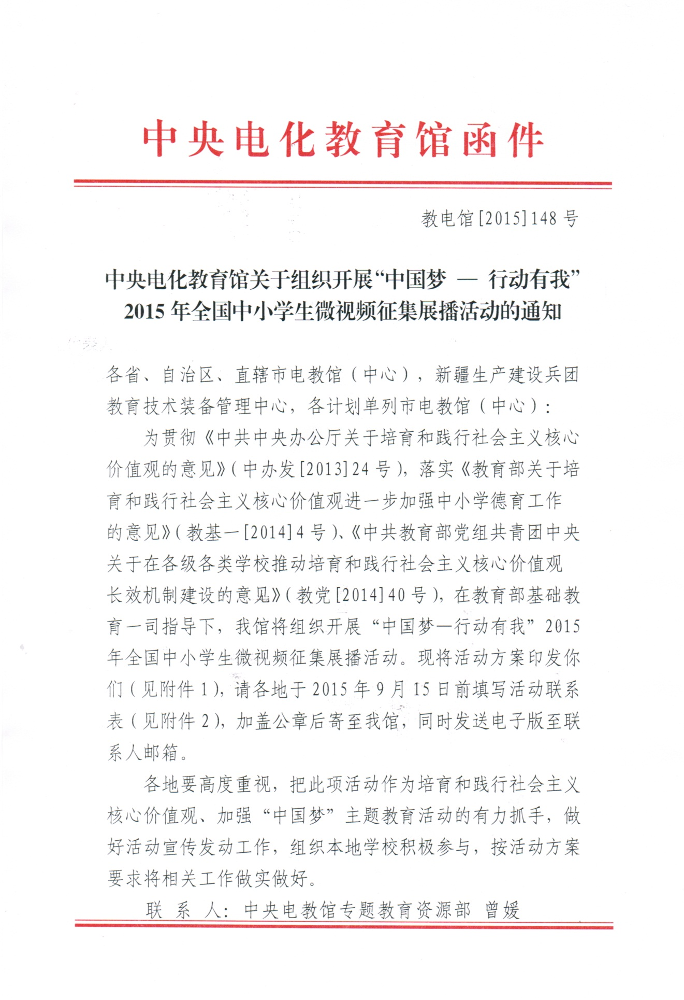 中央电化教育馆函件
教电馆[2015]148 号
中央电化教育馆关于组织开展“中国梦 — 行动有我”
2015 年全国中小学生微视频征集展播活动的通知
各省、自治区、直辖市电教馆（中心），新疆生产建设兵团
教育技术装备管理中心，各计划单列市电教馆（中心）：
为贯彻《中共中央办公厅关于培育和践行社会主义核心
价值观的意见》（中办发[2013]24 号），落实《教育部关于培
育和践行社会主义核心价值观进一步加强中小学德育工作
的意见》（教基一[2014]4 号）、《中共教育部党组共青团中央
关于在各级各类学校推动培育和践行社会主义核心价值观
长效机制建设的意见》（教党[2014]40 号），在教育部基础教
育一司指导下，我馆将组织开展“中国梦—行动有我”2015
年全国中小学生微视频征集展播活动。现将活动方案印发你
们（见附件 1），请各地于 2015 年 9 月 15 日前填写活动联系
表（见附件 2），加盖公章后寄至我馆，同时发送电子版至联
系人邮箱。
各地要高度重视，把此项活动作为培育和践行社会主义
核心价值观、加强“中国梦”主题教育活动的有力抓手，做
好活动宣传发动工作，组织本地学校积极参与，按活动方案
要求将相关工作做实做好。
联 系 人：中央电教馆专题教育资源部 曾媛